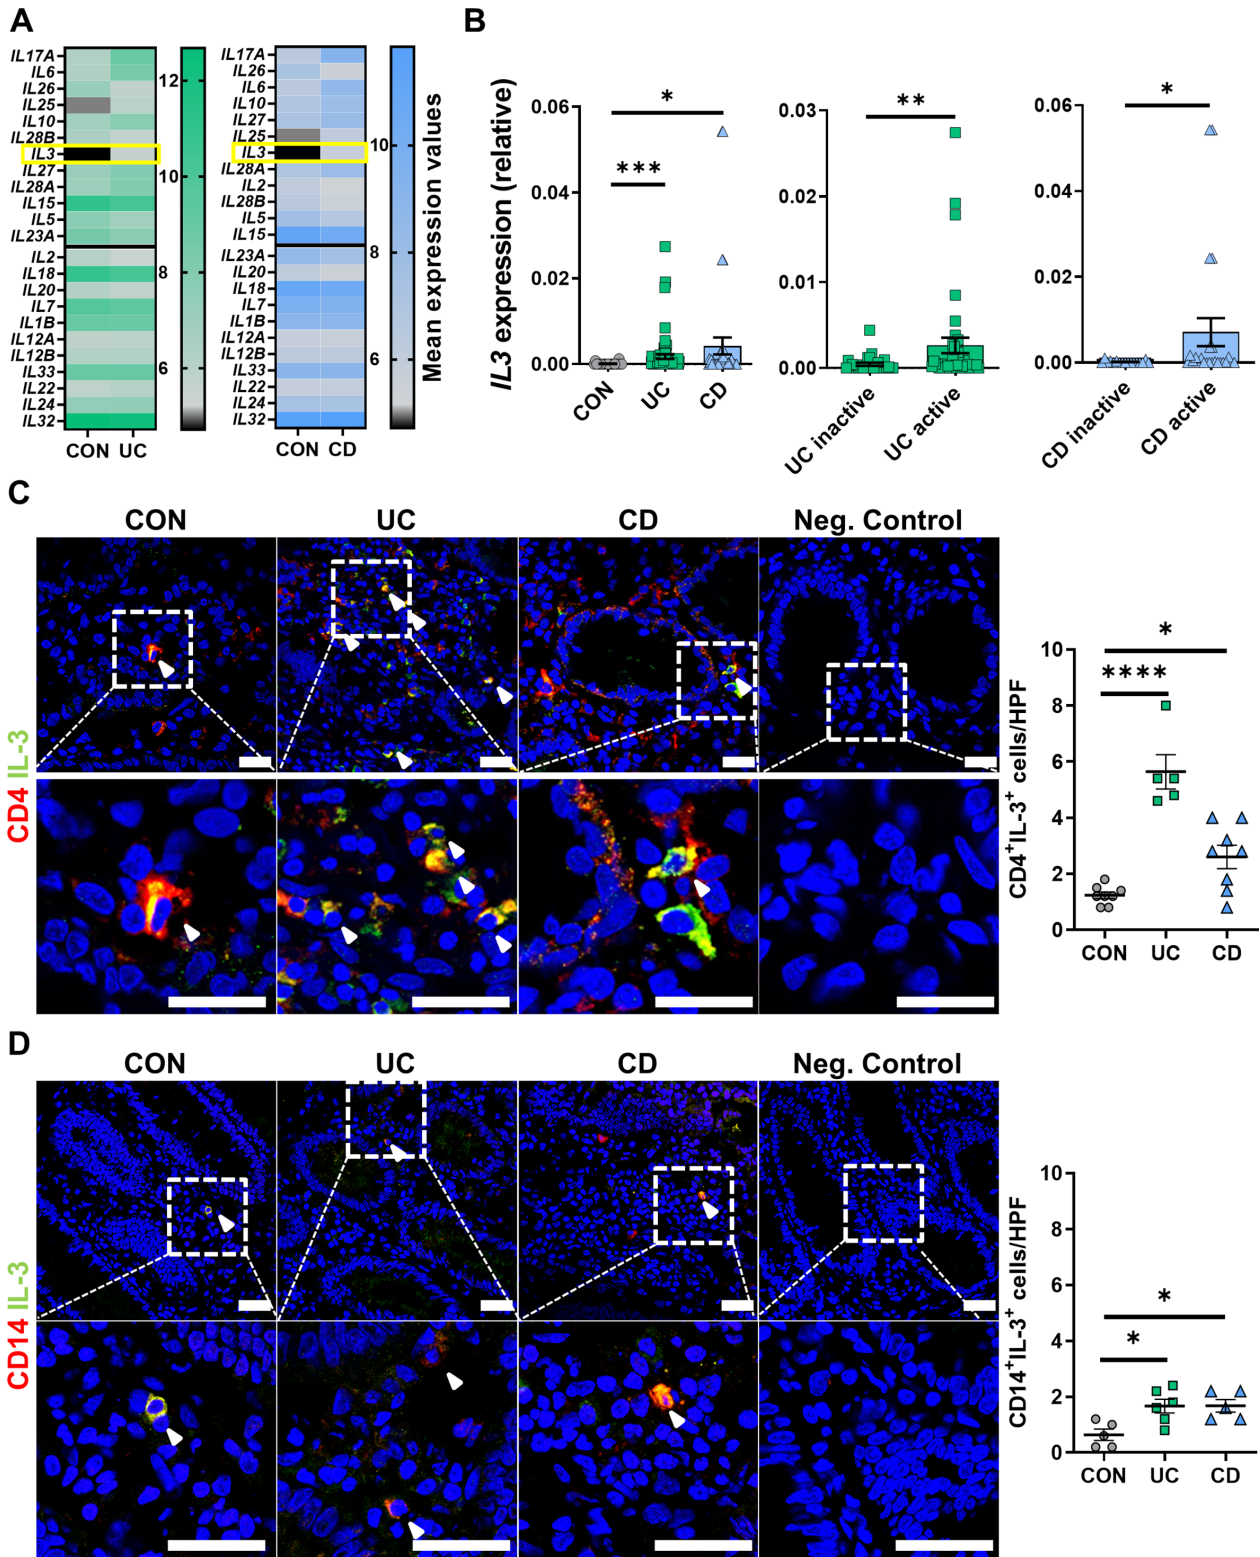 A
IL17A
IL6
IL26
IL25
IL10
IL28B
IL3
IL27
IL28A
IL15
IL5
IL23A
IL2
IL18
IL20
IL7
IL1B
IL12A
IL12B
IL33
IL22
IL24
IL32
CON UC
12
10
8
6
IL17A
IL26
IL6
IL10
IL27
IL25
IL3
IL28A
IL2
IL28B
IL5
IL15
IL23A
IL20
IL18
IL7
IL1B
IL12A
IL12B
IL33
IL22
IL24
IL32
CON CD
10
8
6
Mean expression values
B
IL3 expression (relative)
0.06
0.04
0.02
0.00
*
***
CON
UC
CD
0.03
0.02
0.01
0.00
**
UC inactive
UC active
0.06
0.04
0.02
0.00
*
CD inactive
CD active
C
CON
UC
CD
Neg. Control
CD4 IL-3
CD4+IL-3+ cells/HPF
10
8
6
4
2
0
*
****
CON
UC
CD
D
CON
UC
CD
Neg. Control
CD14 IL-3
CD14+IL-3+ cells/HPF
10
8
6
4
2
0
*
*
CON
UC
CD